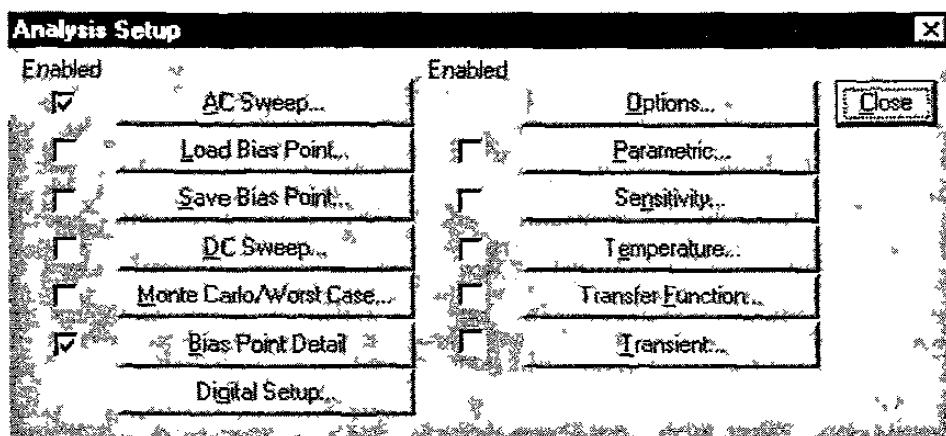 Analysis Setup
Enabled
Enabled
AC Sweep...
Options...
Close
Load Bias Point...
Parametric...
Save Bias Point...
Sensitivity...
DC Sweep...
Temperature...
Monte Carlo/Worst Case...
Transfer Function...
Bias Point Detail
Transient...
Digital Setup...